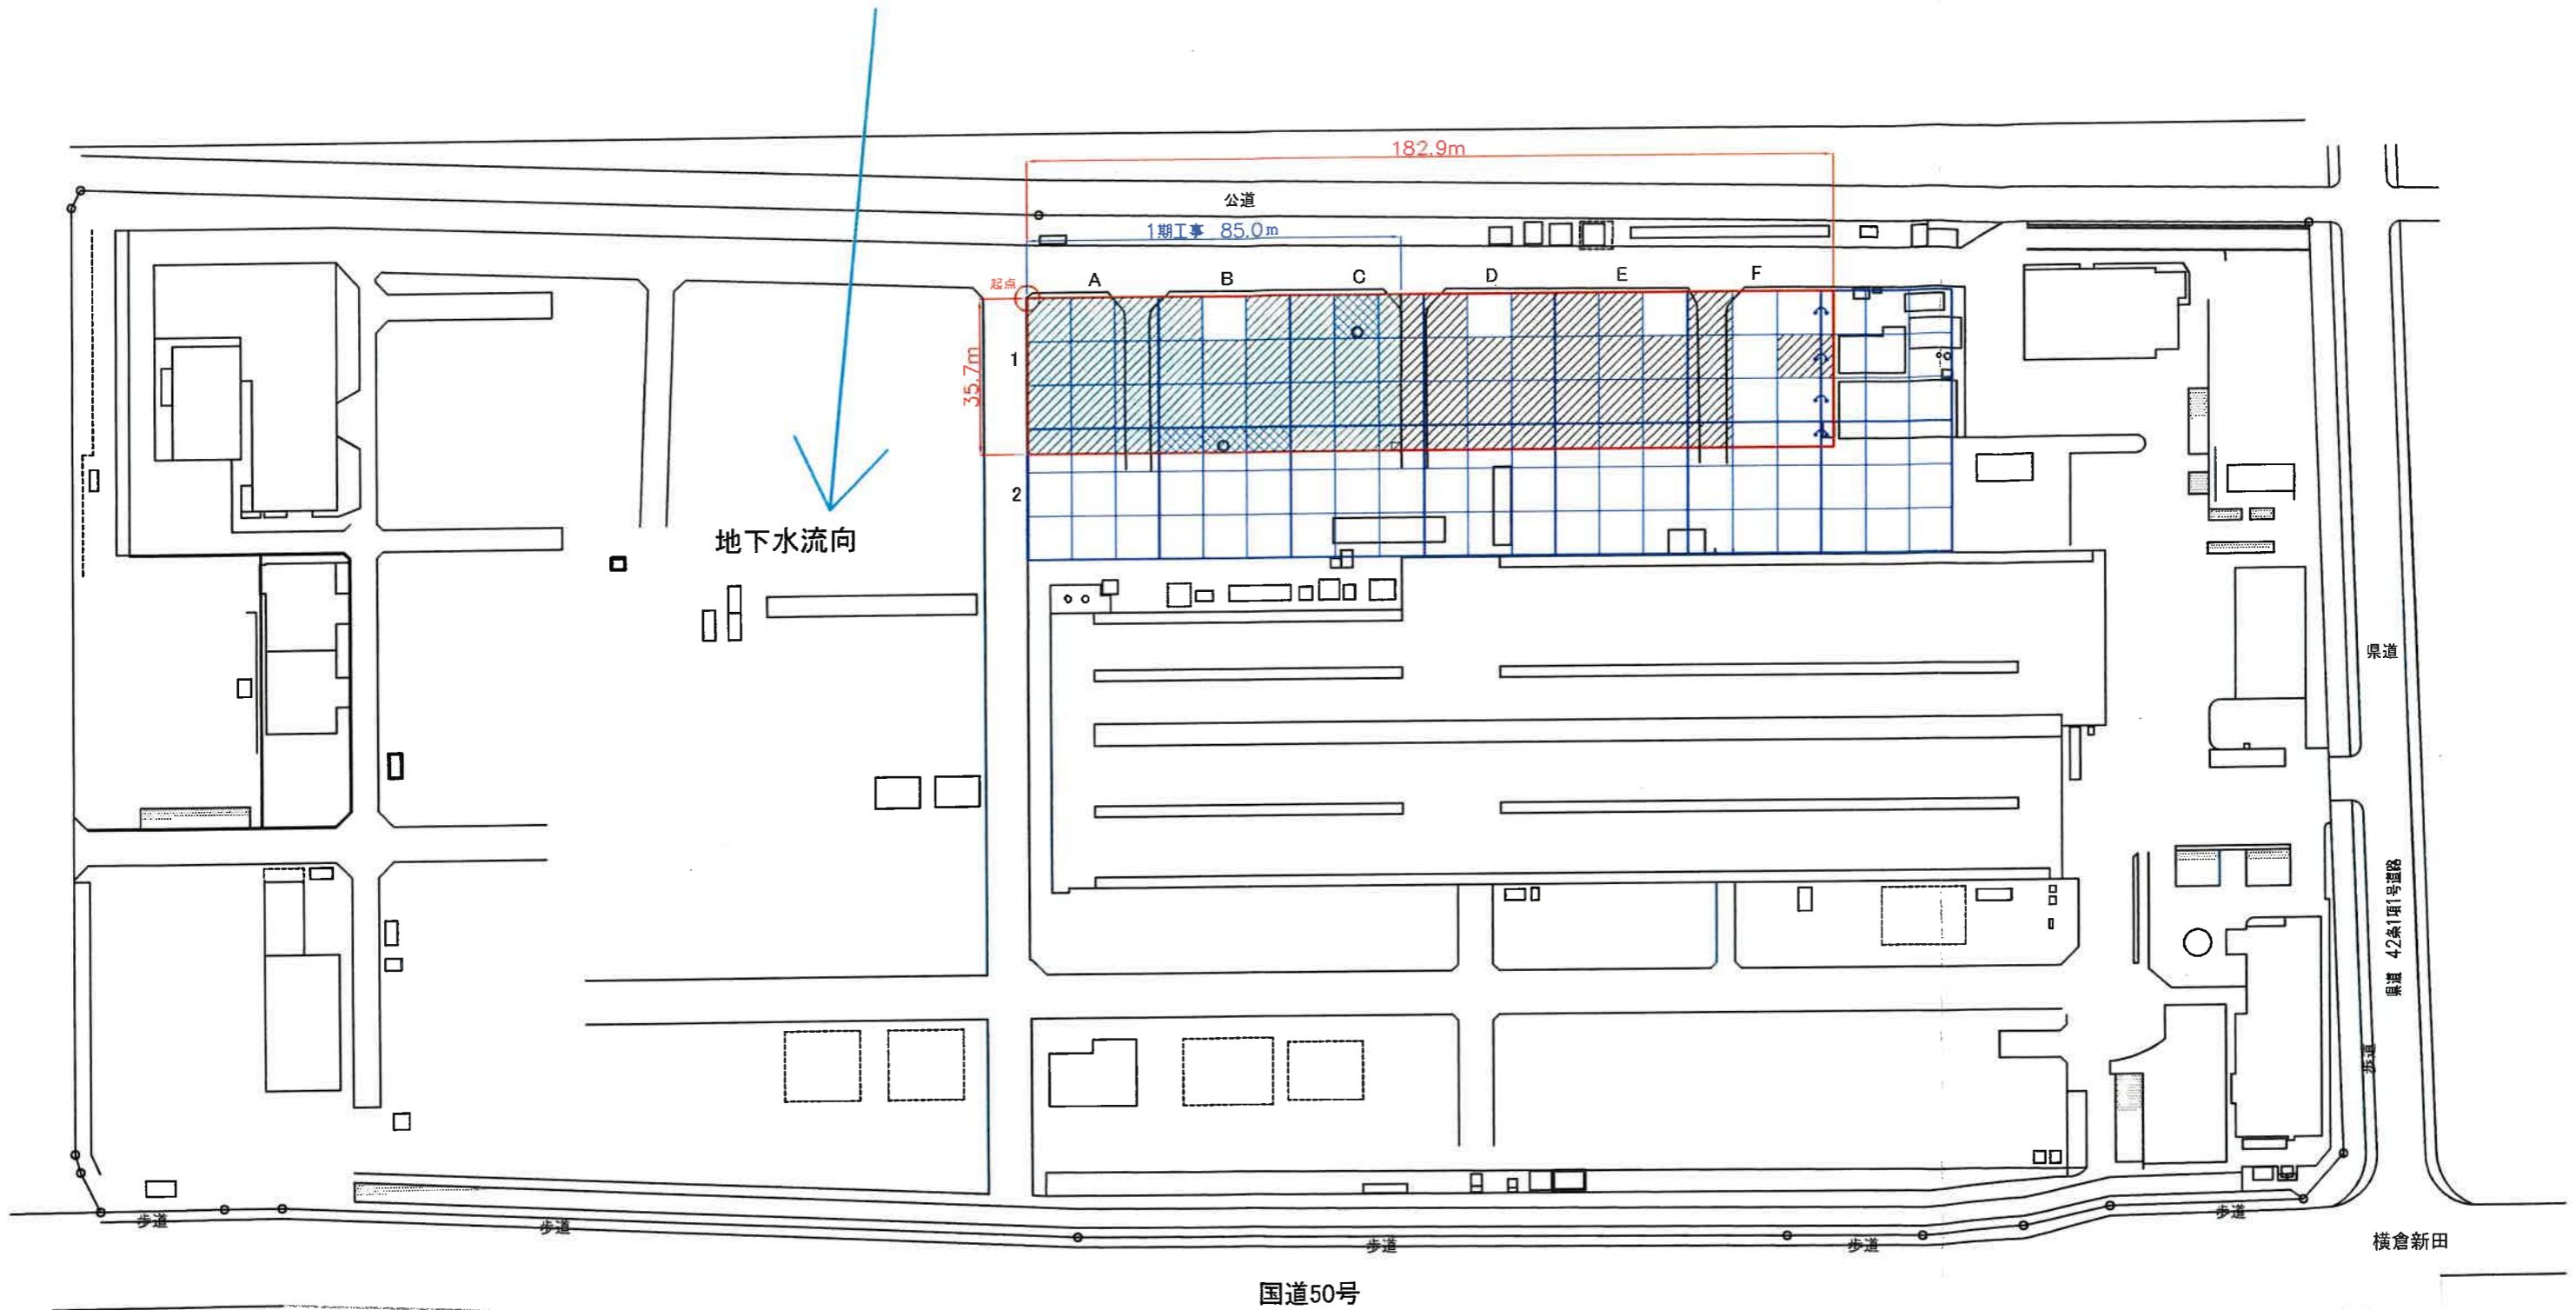 182.9m
公道
1期工事 85.0m
起点
A
B
C
D
E
F
1
35.7m
2
地下水流向
県道
県道 42条1項1号道路
歩道
歩道
歩道
歩道
歩道
歩道
横倉新田
国道50号